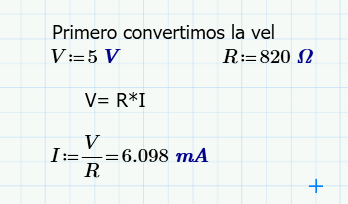 Primero convertimos la vel
V:=5 V R:=820 Ω
V= R*I
I:=V/R=6.098 mA